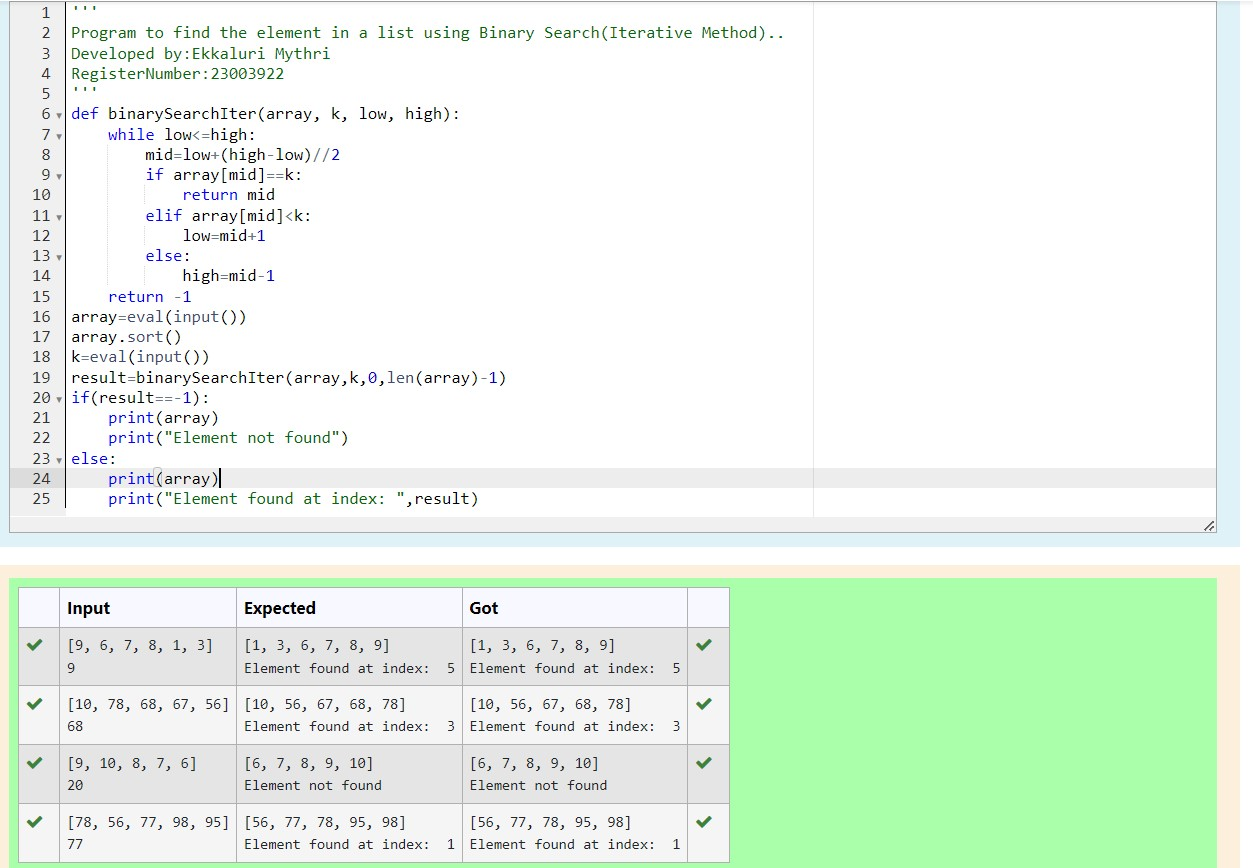 1 '''
2 Program to find the element in a list using Binary Search(Iterative Method)..
3 Developed by:Ekkaluri Mythri
4 RegisterNumber:23003922
5 '''
6 def binarySearchIter(array, k, low, high):
7     while low<=high:
8         mid=low+(high-low)//2
9         if array[mid]==k:
10             return mid
11         elif array[mid]<k:
12             low=mid+1
13         else:
14             high=mid-1
15     return -1
16 array=eval(input())
17 array.sort()
18 k=eval(input())
19 result=binarySearchIter(array,k,0,len(array)-1)
20 if(result==-1):
21     print(array)
22     print("Element not found")
23 else:
24     print(array)
25     print("Element found at index: ",result)
Input Expected Got
[9, 6, 7, 8, 1, 3] [1, 3, 6, 7, 8, 9] [1, 3, 6, 7, 8, 9]
9 Element found at index:  5 Element found at index:  5
[10, 78, 68, 67, 56] [10, 56, 67, 68, 78] [10, 56, 67, 68, 78]
68 Element found at index:  3 Element found at index:  3
[9, 10, 8, 7, 6] [6, 7, 8, 9, 10] [6, 7, 8, 9, 10]
20 Element not found Element not found
[78, 56, 77, 98, 95] [56, 77, 78, 95, 98] [56, 77, 78, 95, 98]
77 Element found at index:  1 Element found at index:  1